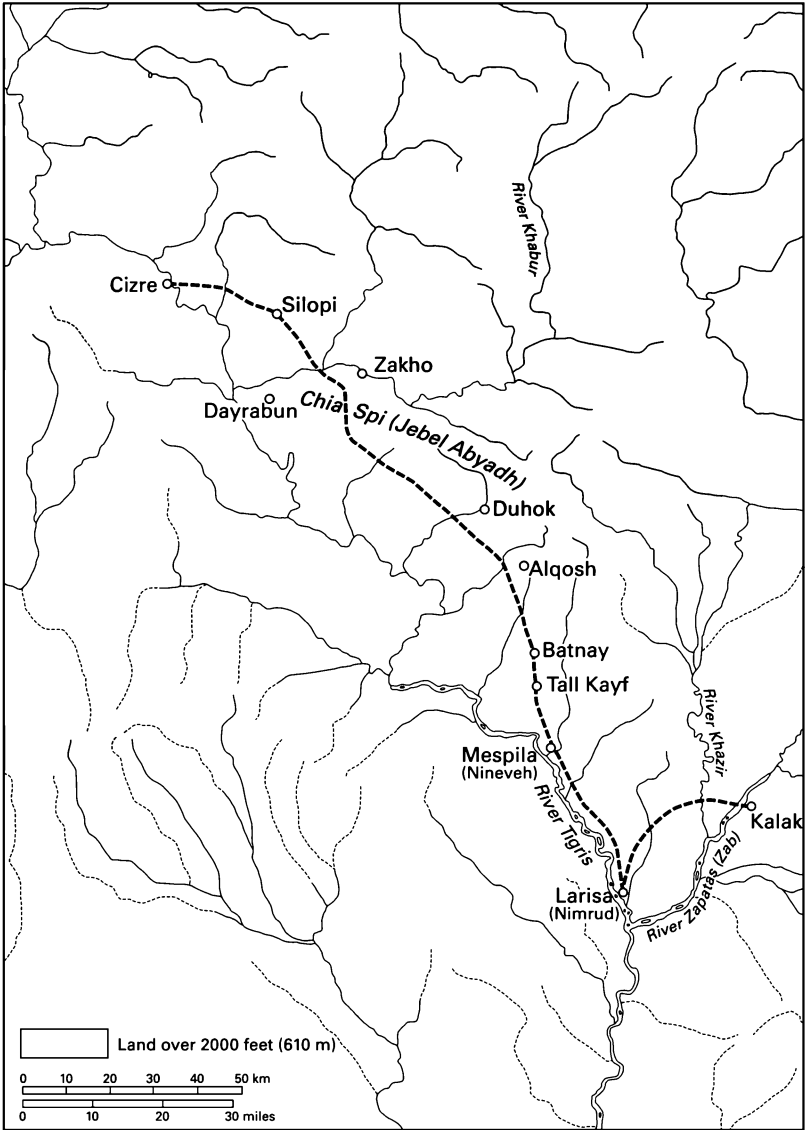 River Khabur
Cizre
Silopi
Zakho
Dayrabun
Chia Spi (Jebel Abyadh)
Duhok
Alqosh
Batnay
Tall Kayf
River Khazir
Mespila
(Nineveh)
River Tigris
Kalak
Larisa
(Nimrud)
River Zapatas (Zab)
Land over 2000 feet (610 m)
0 10 20 30 40 50 km
0 10 20 30 miles